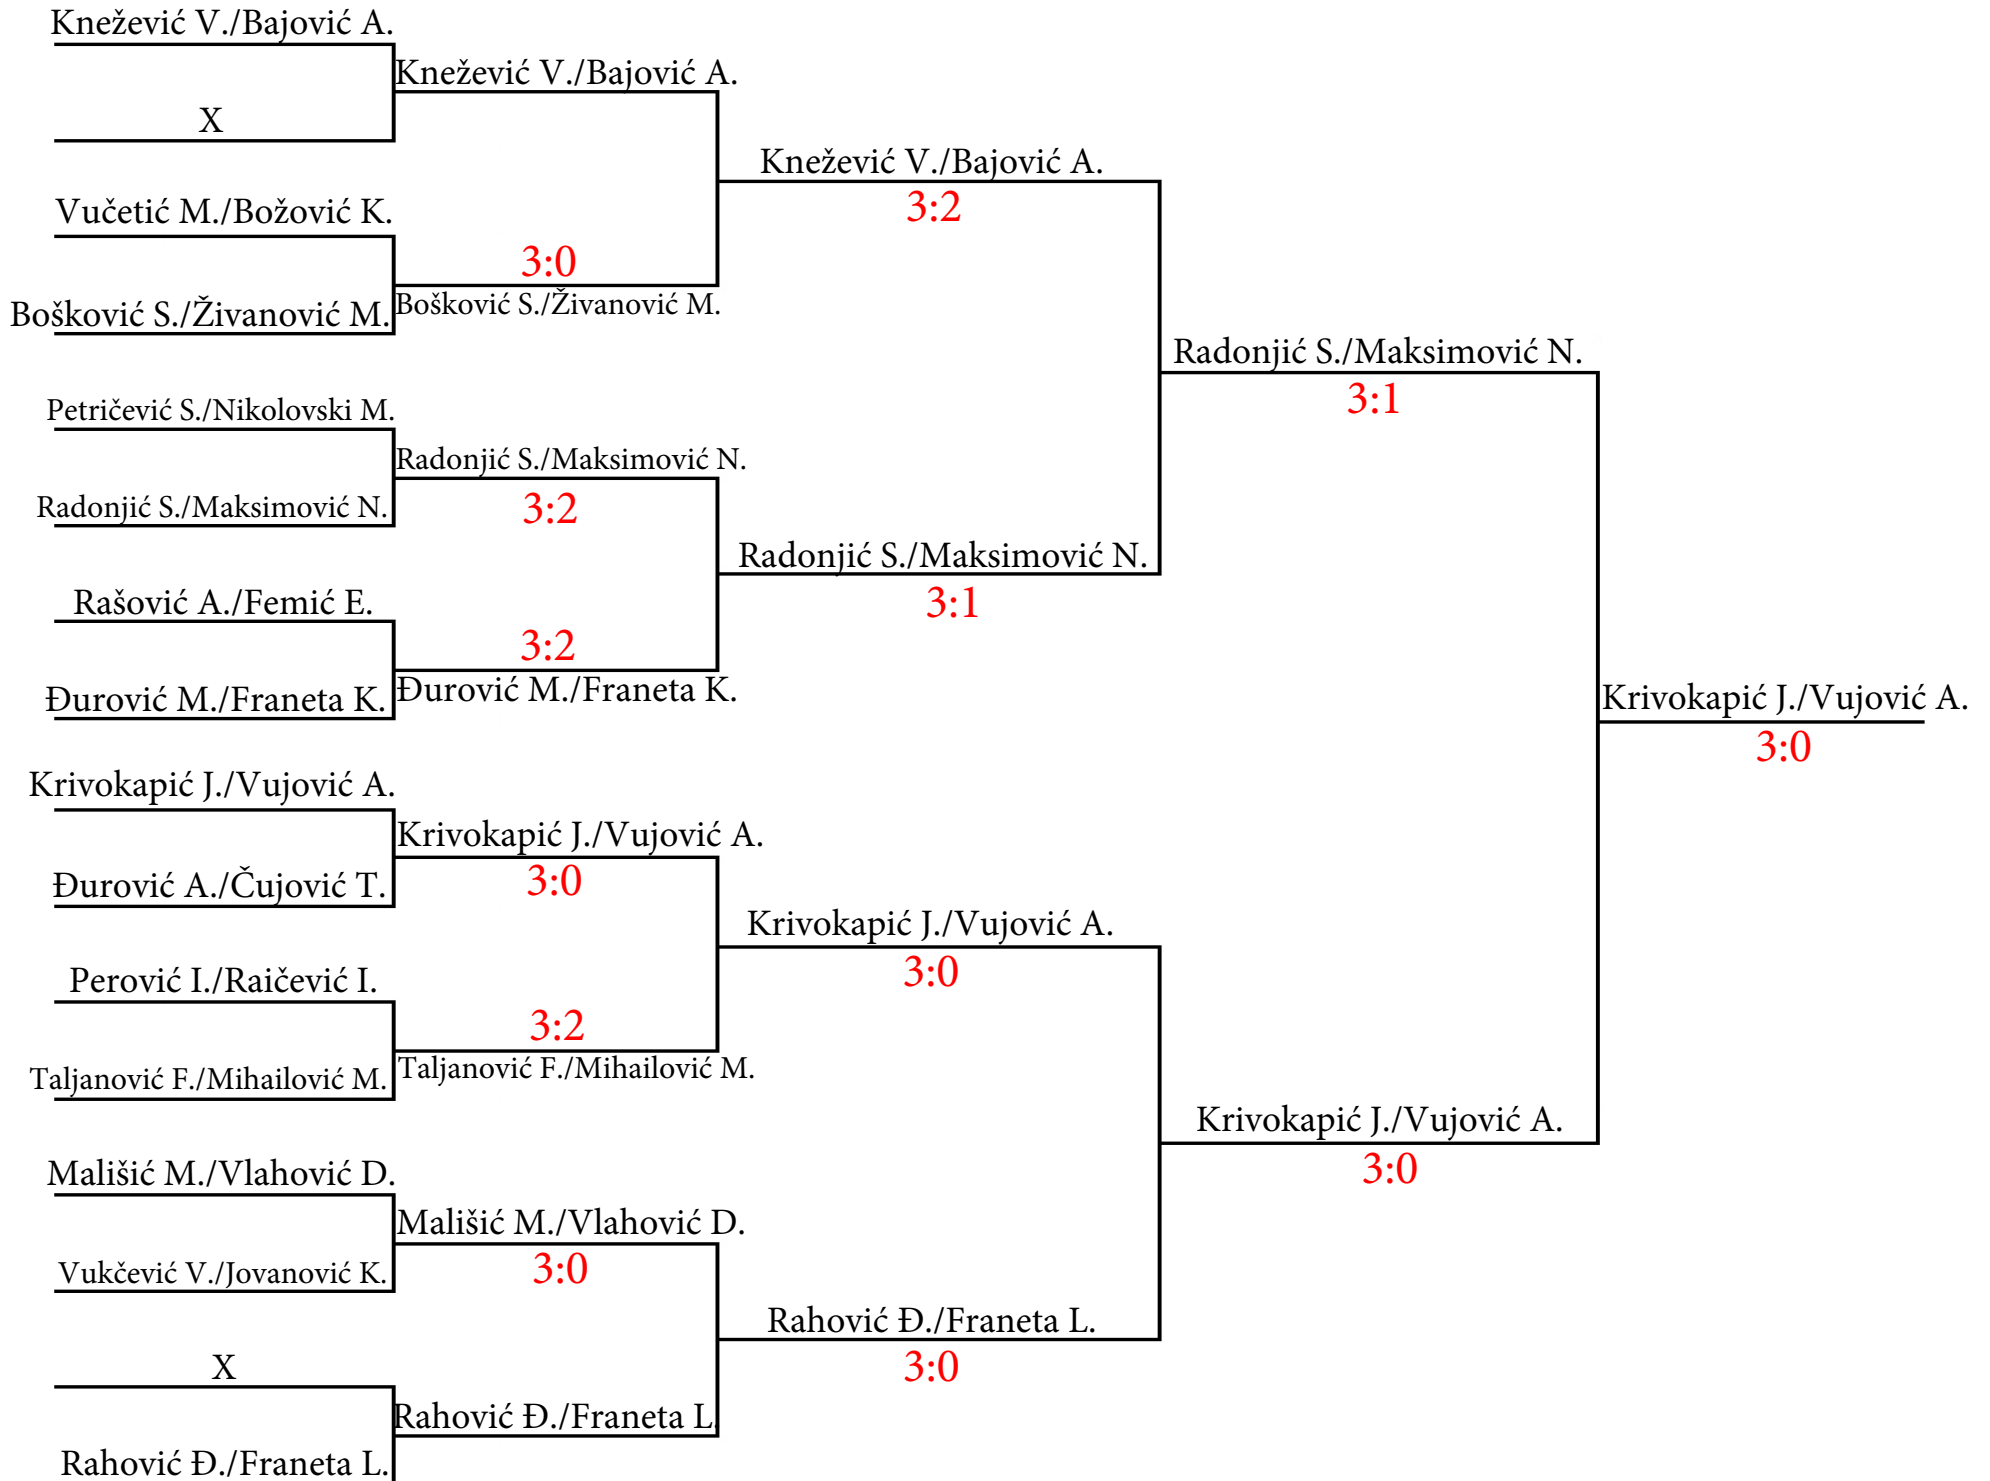 Knežević V./Bajović A.
X
Vučetić M./Božović K.
Bošković S./Živanović M.
Petričević S./Nikolovski M.
Radonjić S./Maksimović N.
Rašović A./Femić E.
Đurović M./Franeta K.
Krivokapić J./Vujović A.
Đurović A./Čujović T.
Perović I./Raičević I.
Taljanović F./Mihailović M.
Mališić M./Vlahović D.
Vukčević V./Jovanović K.
X
Rahović Đ./Franeta L.
Knežević V./Bajović A.
3:0
Bošković S./Živanović M.
Radonjić S./Maksimović N.
3:2
3:2
Đurović M./Franeta K.
Krivokapić J./Vujović A.
3:0
3:2
Taljanović F./Mihailović M.
Mališić M./Vlahović D.
3:0
Rahović Đ./Franeta L.
Knežević V./Bajović A.
3:2
Radonjić S./Maksimović N.
3:1
Krivokapić J./Vujović A.
3:0
Rahović Đ./Franeta L.
3:0
Radonjić S./Maksimović N.
3:1
Krivokapić J./Vujović A.
3:0
Krivokapić J./Vujović A.
3:0